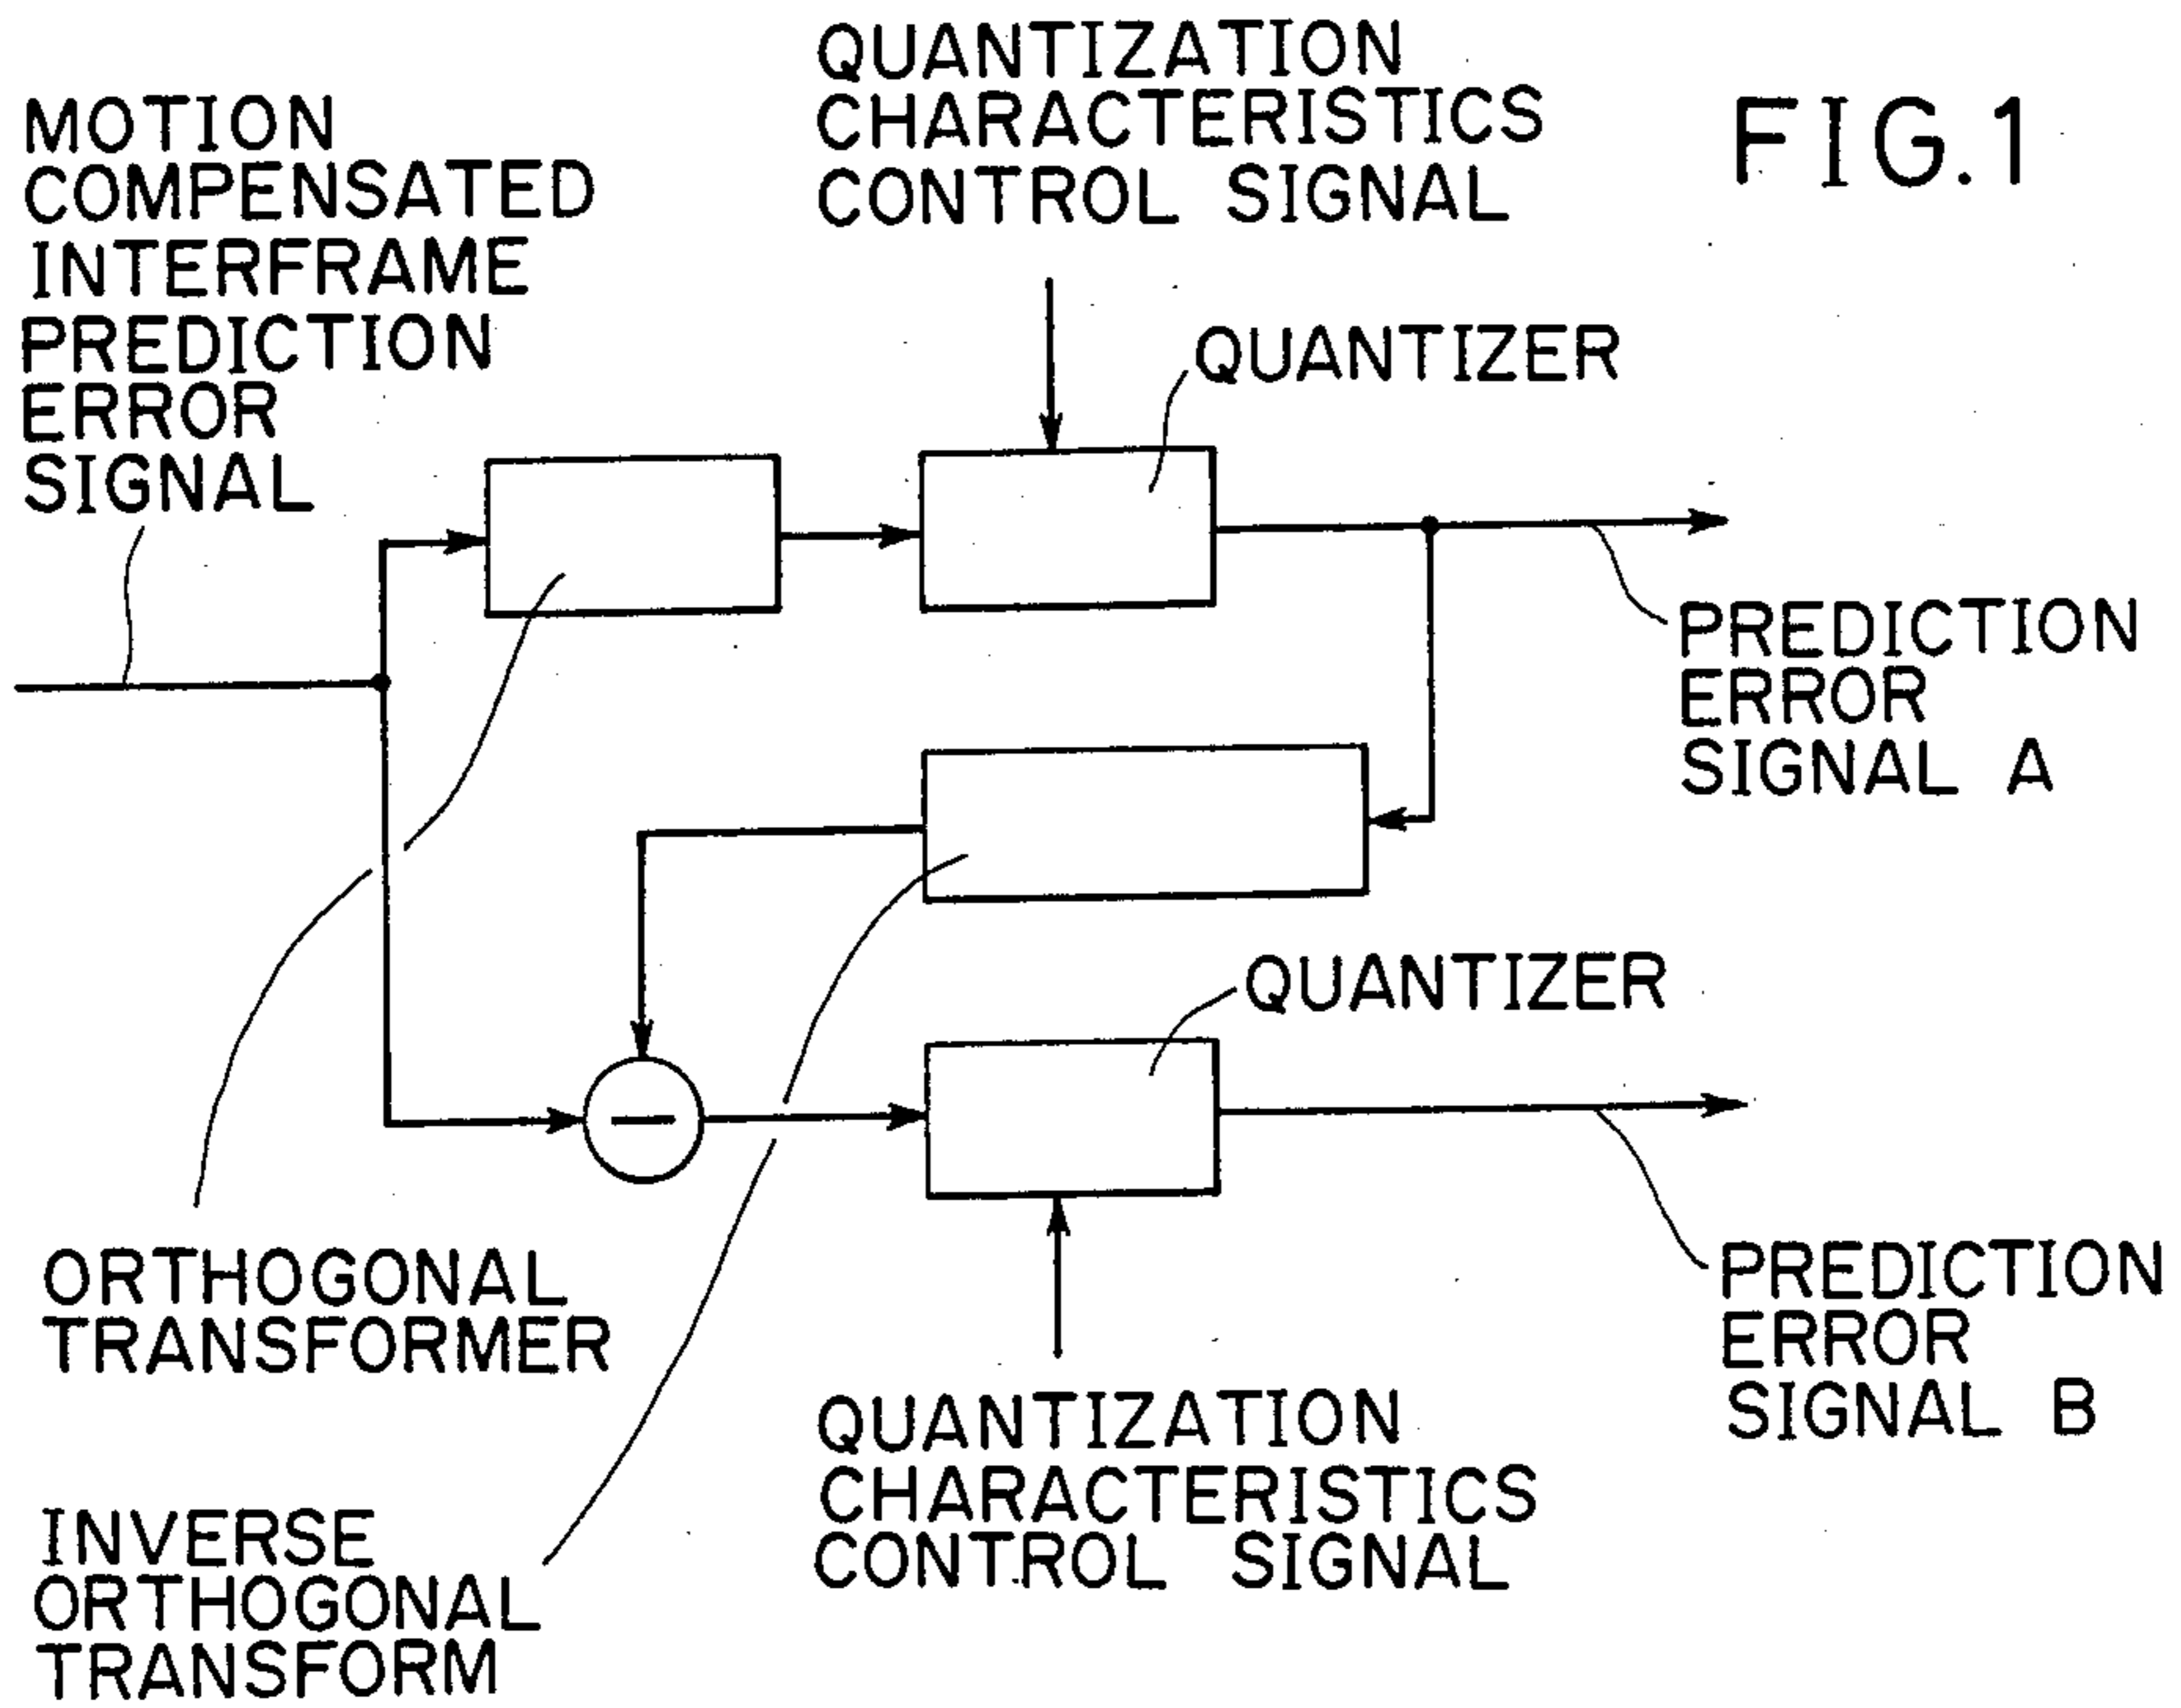 QUANTIZATION
CHARACTERISTICS
CONTROL SIGNAL
FIG.1
MOTION
COMPENSATED
INTERFRAME
PREDICTION
ERROR
SIGNAL
QUANTIZER
PREDICTION
ERROR
SIGNAL A
QUANTIZER
ORTHOGONAL
TRANSFORMER
PREDICTION
ERROR
SIGNAL B
QUANTIZATION
CHARACTERISTICS
CONTROL SIGNAL
INVERSE
ORTHOGONAL
TRANSFORM